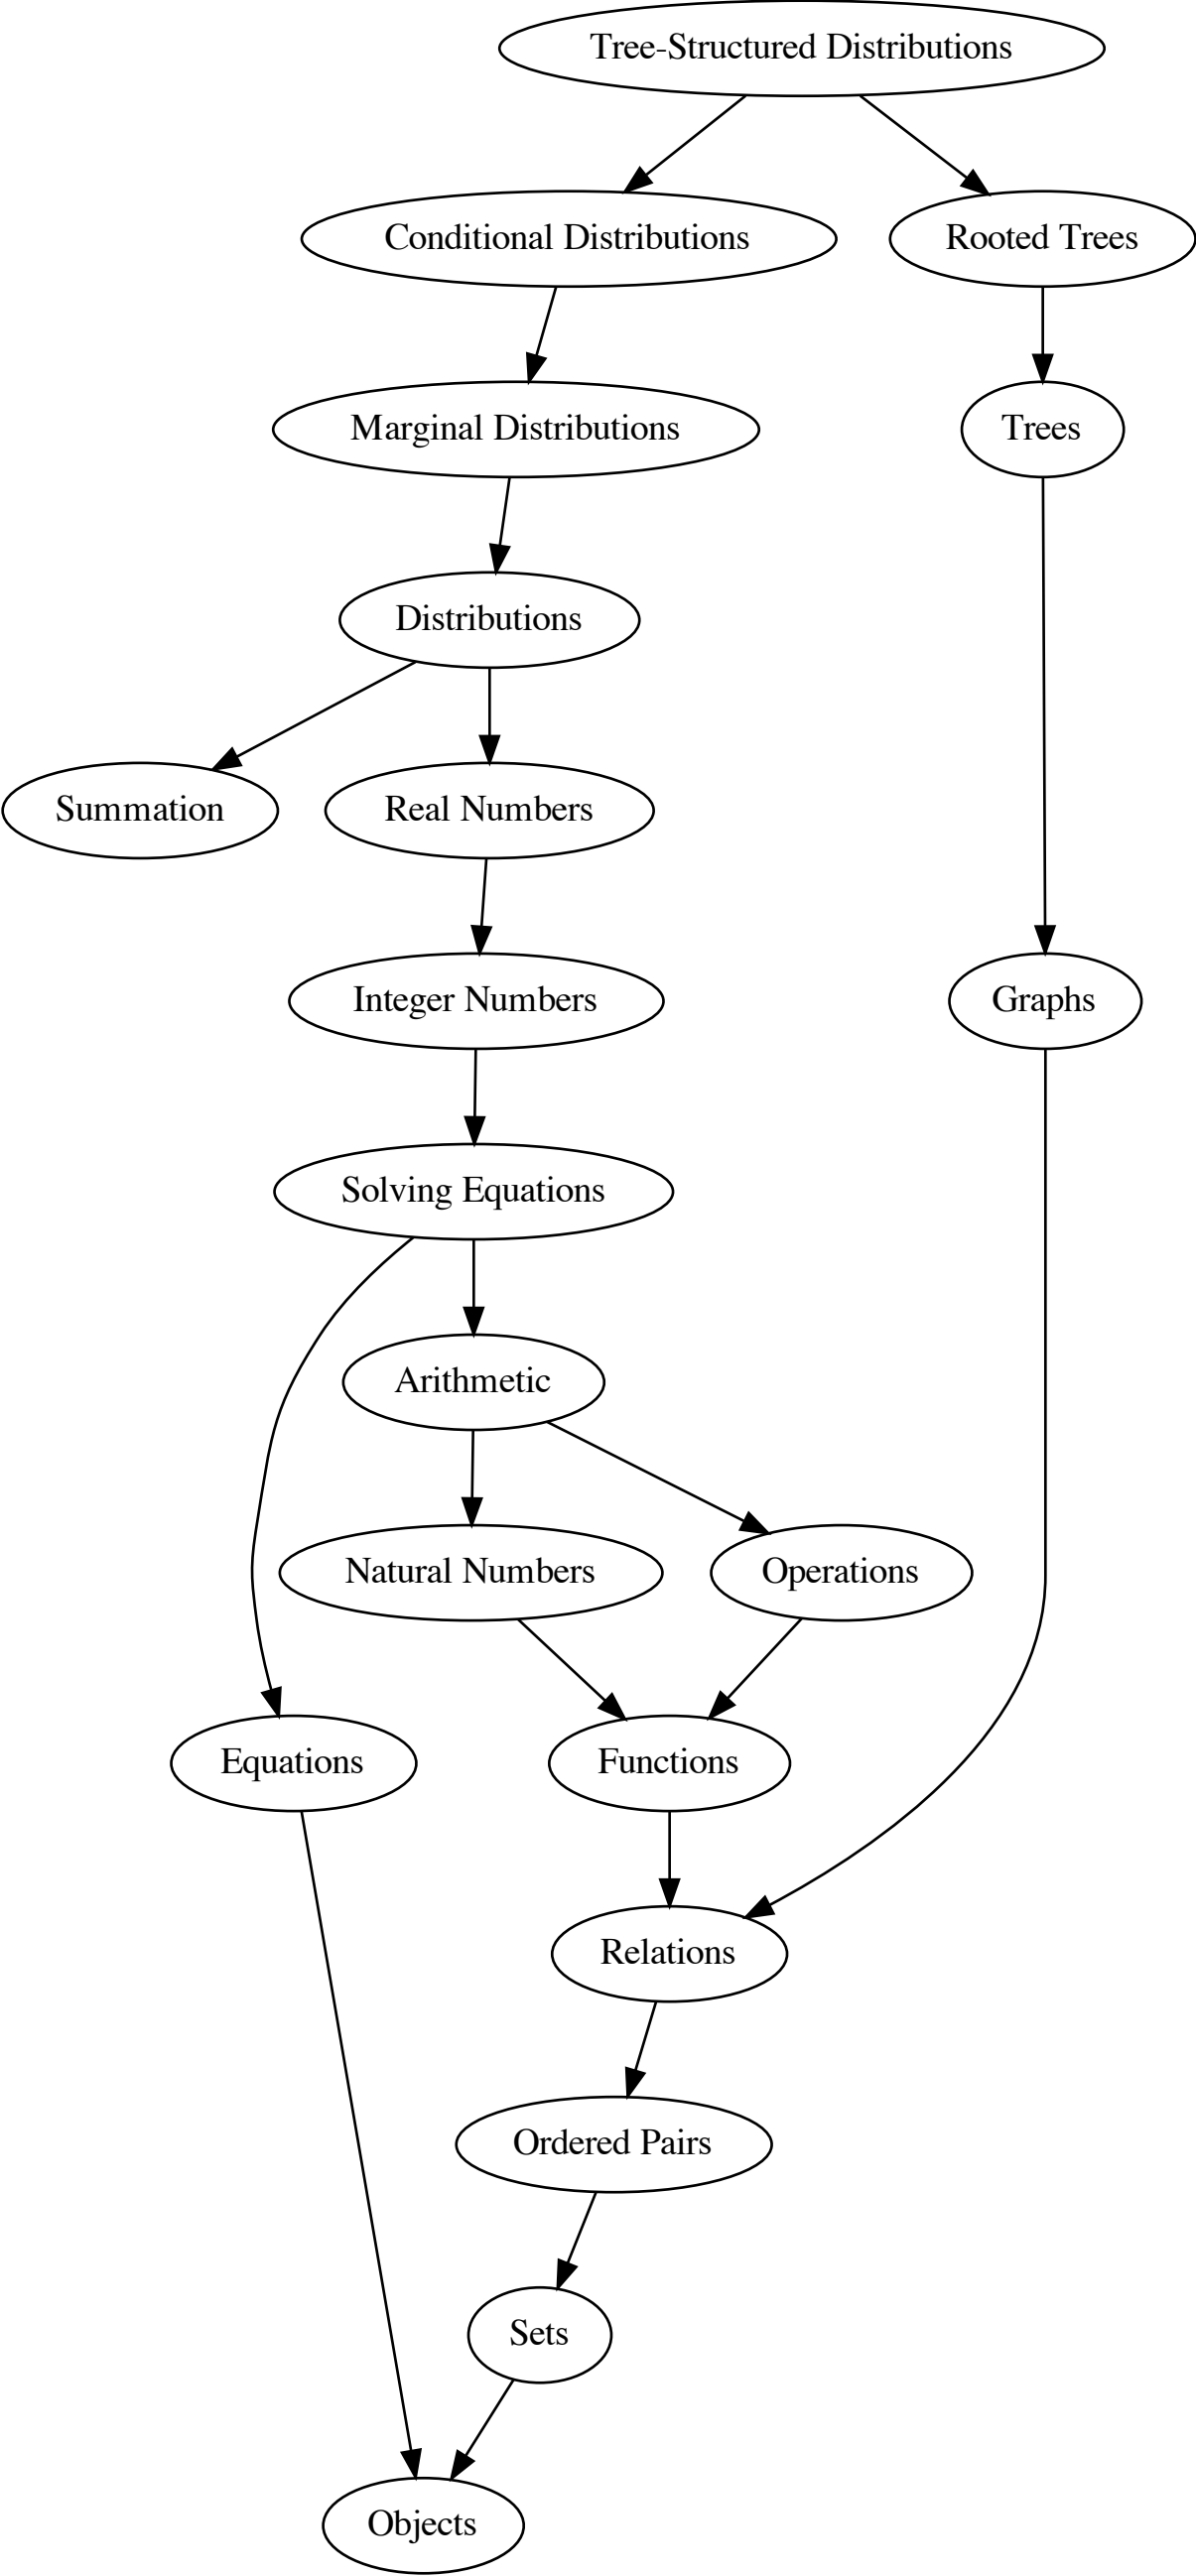 Tree-Structured Distributions
Conditional Distributions
Rooted Trees
Marginal Distributions
Trees
Distributions
Summation
Real Numbers
Integer Numbers
Graphs
Solving Equations
Arithmetic
Natural Numbers
Operations
Equations
Functions
Relations
Ordered Pairs
Sets
Objects